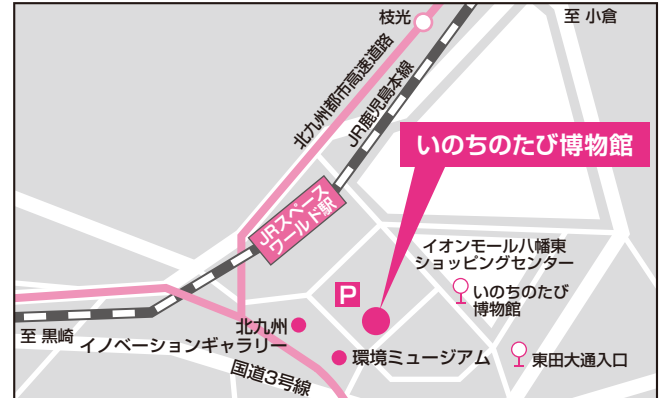 枝光
至 小倉
北九州都市高速道路
JR鹿児島本線
いのちのたび博物館
JRスペース
ワールド駅
イオンモール八幡東
ショッピングセンター
P
いのちのたび
博物館
北九州
イノベーションギャラリー
至 黒崎
環境ミュージアム
東田大通入口
国道3号線